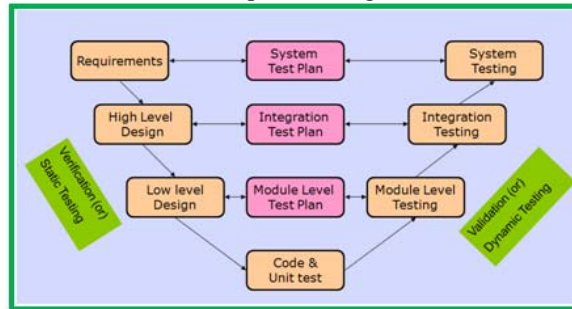 Requirements
System
Test Plan
System
Testing
High Level
Design
Integration
Test Plan
Integration
Testing
Verification (or)
Static Testing
Low level
Design
Module Level
Test Plan
Module Level
Testing
Validation (or)
Dynamic Testing
Code &
Unit test